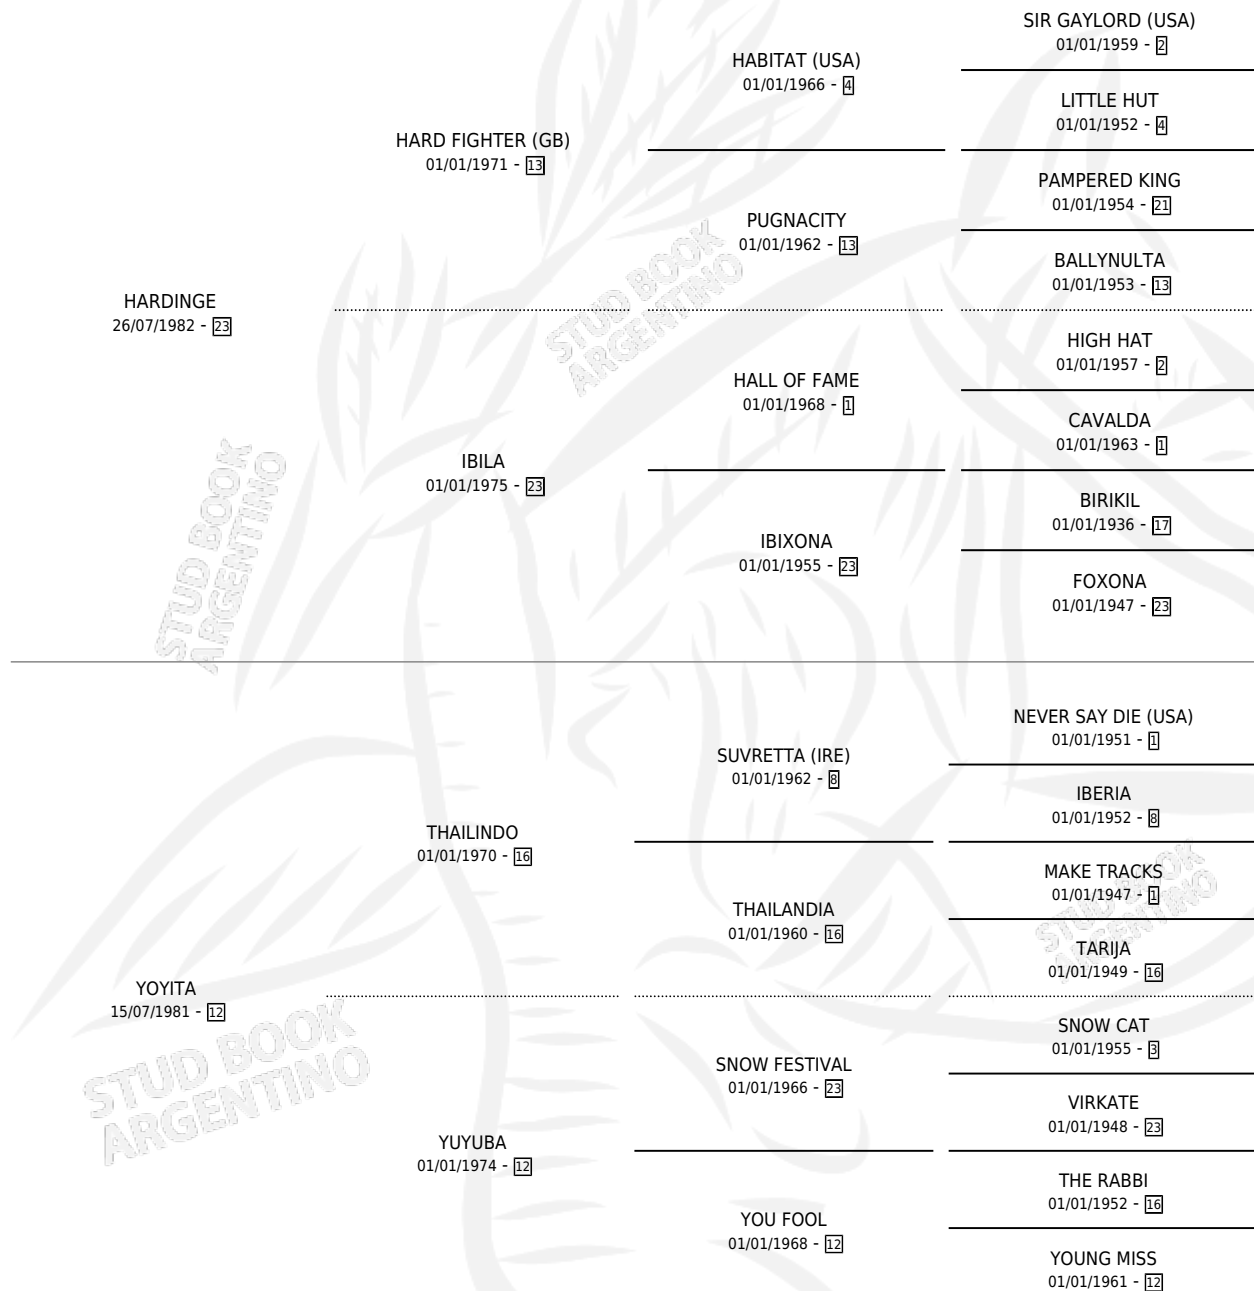 SIR GAYLORD (USA)
01/01/1959 - 2
HABITAT (USA)
01/01/1966 - 4
LITTLE HUT
01/01/1952 - 4
HARD FIGHTER (GB)
01/01/1971 - 13
PAMPERED KING
01/01/1954 - 21
PUGNACITY
01/01/1962 - 13
BALLYNULTA
01/01/1953 - 13
HARDINGE
26/07/1982 - 23
HIGH HAT
01/01/1957 - 2
HALL OF FAME
01/01/1968 - 1
CAVALDA
01/01/1963 - 1
IBILA
01/01/1975 - 23
BIRIKIL
01/01/1936 - 17
IBIXONA
01/01/1955 - 23
FOXONA
01/01/1947 - 23
STUD BOOK
ARGENTINO
STUD BOOK
ARGENTINO
NEVER SAY DIE (USA)
01/01/1951 - 1
SUVRETTA (IRE)
01/01/1962 - 8
IBERIA
01/01/1952 - 8
THAILINDO
01/01/1970 - 16
MAKE TRACKS
01/01/1947 - 1
THAILANDIA
01/01/1960 - 16
TARIJA
01/01/1949 - 16
STUD BOOK
ARGENTINO
YOYITA
15/07/1981 - 12
SNOW CAT
01/01/1955 - 3
SNOW FESTIVAL
01/01/1966 - 23
VIRKATE
01/01/1948 - 23
YUYUBA
01/01/1974 - 12
THE RABBI
01/01/1952 - 16
YOU FOOL
01/01/1968 - 12
YOUNG MISS
01/01/1961 - 12
STUD BOOK
ARGENTINO